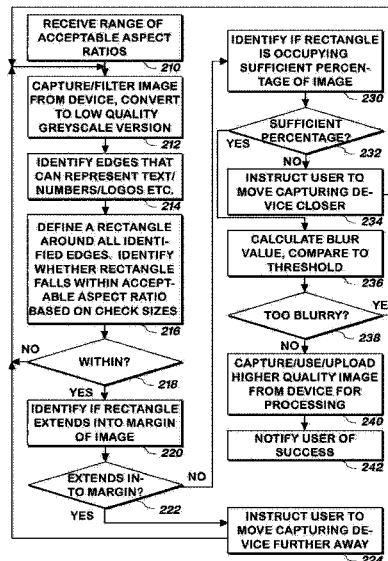 RECEIVE RANGE OF
ACCEPTABLE ASPECT
RATIOS
210
CAPTURE/FILTER IMAGE
FROM DEVICE, CONVERT
TO LOW QUALITY
GREYSCALE VERSION
212
IDENTIFY EDGES THAT
CAN REPRESENT TEXT/
NUMBERS/LOGOS ETC.
214
DEFINE A RECTANGLE
AROUND ALL IDENTI-
FIED EDGES. IDENTIFY
WHETHER RECTANGLE
FALLS WITHIN ACCEPT-
ABLE ASPECT RATIO
BASED ON CHECK SIZES
216
NO
WITHIN?
218
YES
IDENTIFY IF RECTANGLE
EXTENDS INTO MARGIN
OF IMAGE
220
NO
EXTENDS IN-
TO MARGIN?
222
YES
INSTRUCT USER TO
MOVE CAPTURING DE-
VICE FURTHER AWAY
224
IDENTIFY IF RECTANGLE
IS OCCUPYING
SUFFICIENT PERCEN-
TAGE OF IMAGE
230
SUFFICIENT
PERCENTAGE?
YES
232
NO
INSTRUCT USER TO
MOVE CAPTURING DE-
VICE CLOSER
234
CALCULATE BLUR
VALUE, COMPARE TO
THRESHOLD
236
YE
TOO BLURRY?
238
NO
CAPTURE/USE/UPLOAD
HIGHER QUALITY IMAGE
FROM DEVICE FOR
PROCESSING
240
NOTIFY USER OF
SUCCESS
242